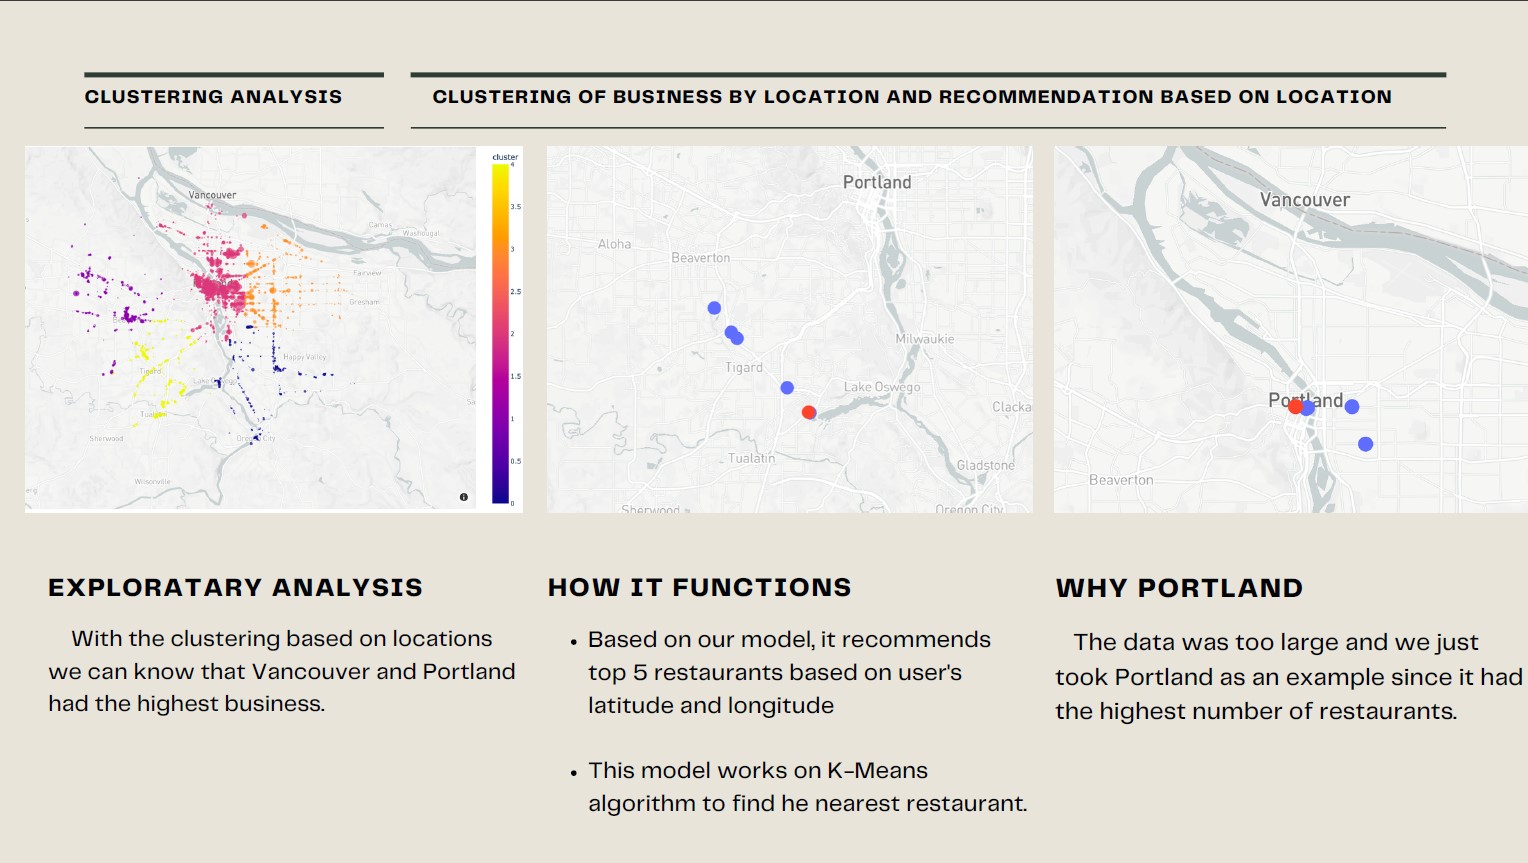 CLUSTERING ANALYSIS
CLUSTERING OF BUSINESS BY LOCATION AND RECOMMENDATION BASED ON LOCATION
Vancouver
Camas
Washougal
Fairview
Gresham
Happy Valley
Tigard
Lake Oswego
Sherwood
Oregon City
Wilsonville
cluster
4
3.5
3
2.5
2
1.5
1
0.5
0
Portland
Aloha
Beaverton
Milwaukie
Tigard
Lake Oswego
Clacka
Tualatin
Gladstone
Sherwood
Oregon City
Vancouver
Portland
Beaverton
EXPLORATARY ANALYSIS
With the clustering based on locations
we can know that Vancouver and Portland
had the highest business.
HOW IT FUNCTIONS
• Based on our model, it recommends
top 5 restaurants based on user's
latitude and longitude
• This model works on K-Means
algorithm to find he nearest restaurant.
WHY PORTLAND
The data was too large and we just
took Portland as an example since it had
the highest number of restaurants.